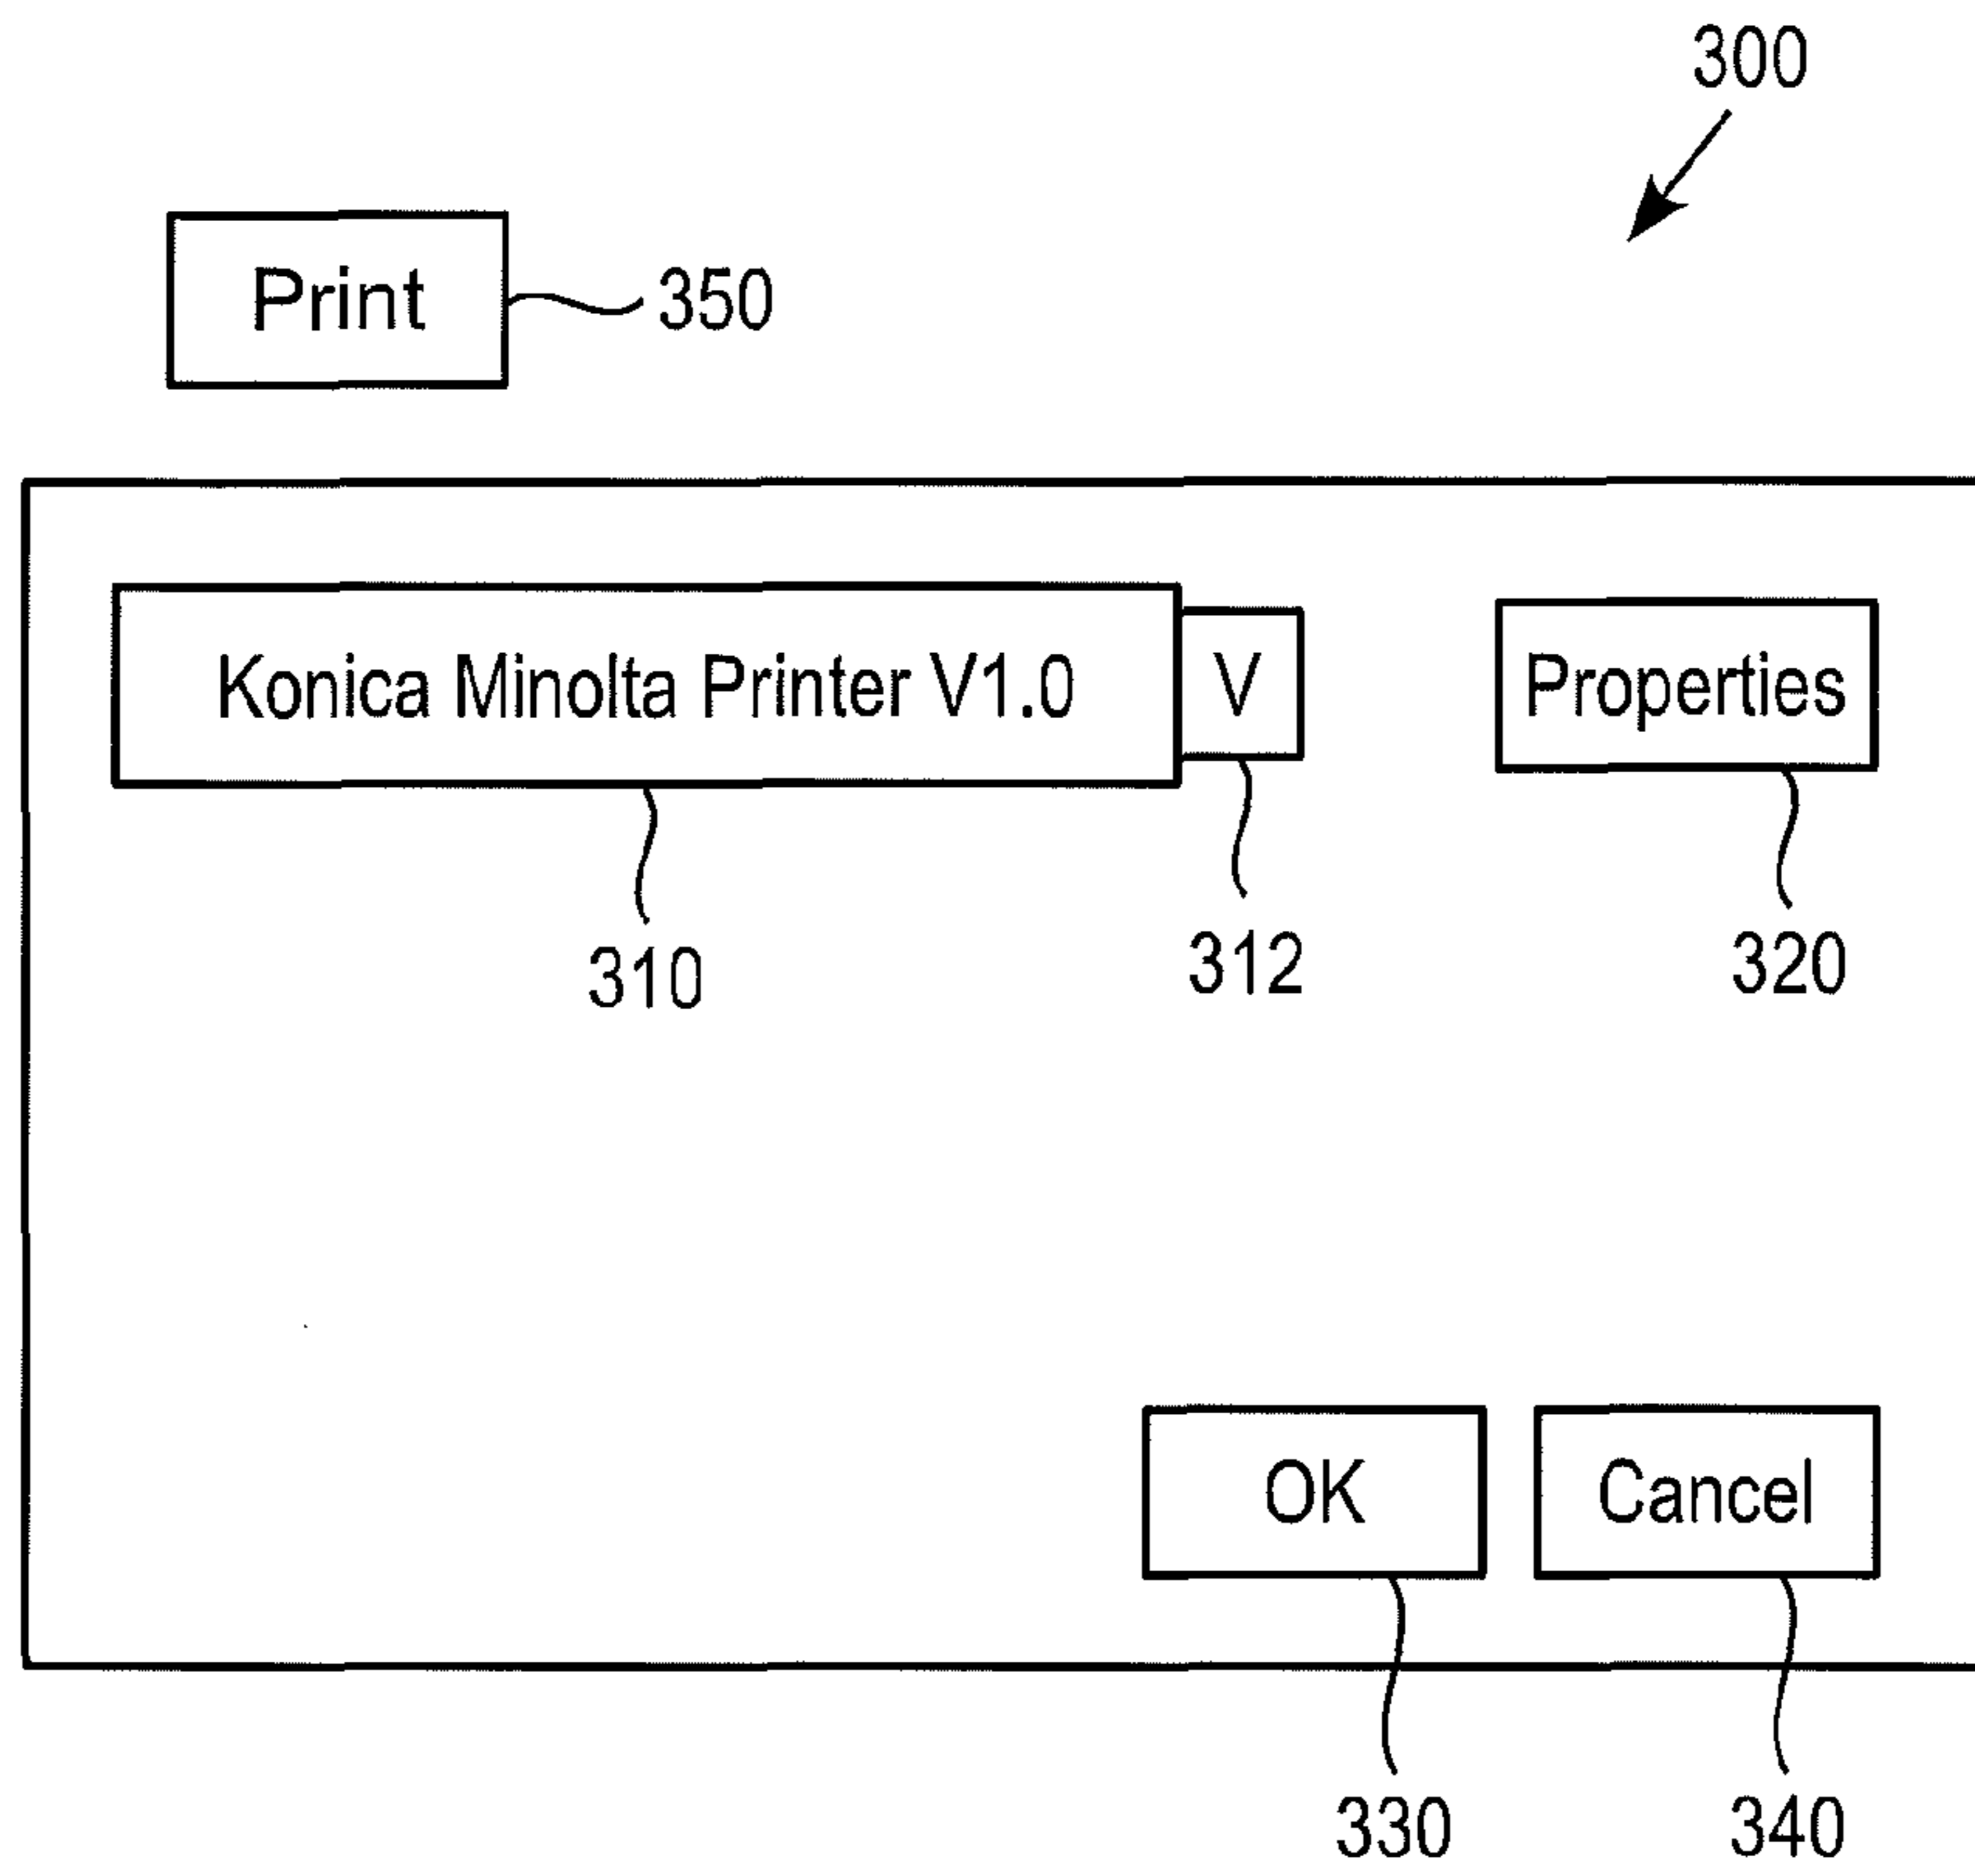 300
Print
350
Konica Minolta Printer V1.0
V
Properties
310
312
320
OK
Cancel
330
340